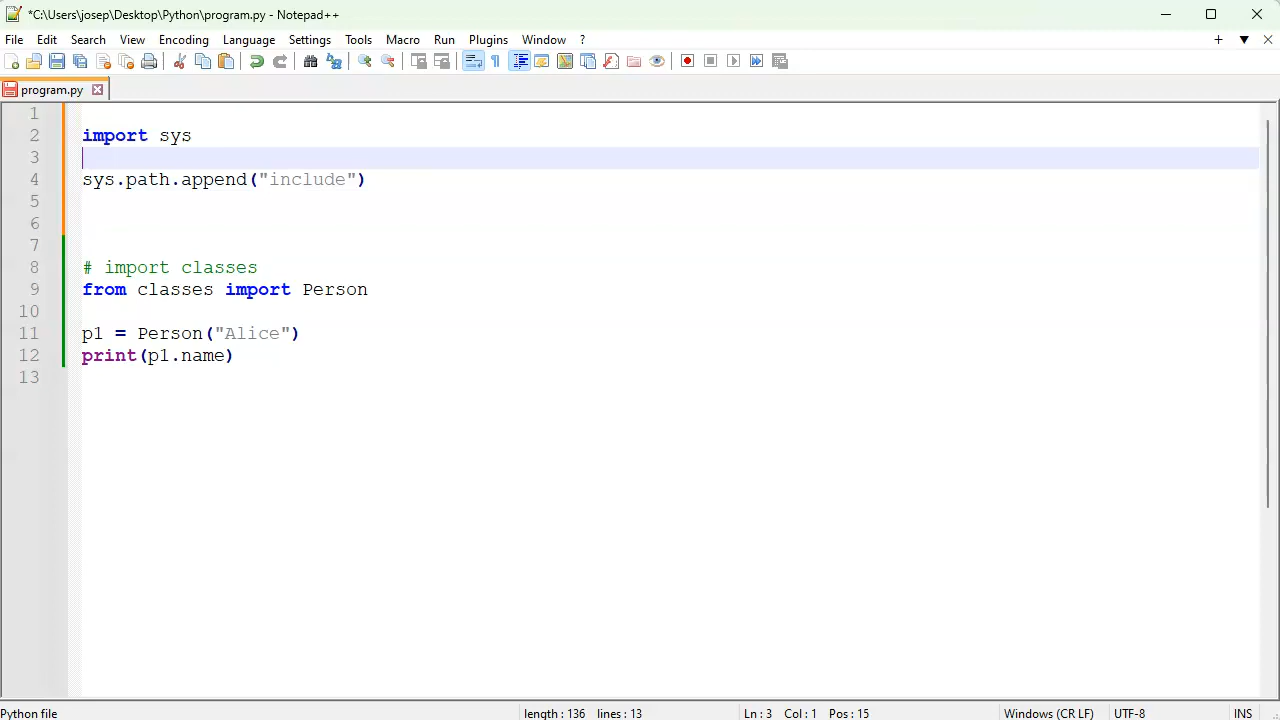 *C:\Users\josep\Desktop\Python\program.py - Notepad++
File Edit Search View Encoding Language Settings Tools Macro Run Plugins Window ?
program.py
1
2 import sys
3
4 sys.path.append("include")
5
6
7
8 # import classes
9 from classes import Person
10
11 p1 = Person("Alice")
12 print(p1.name)
13
Python file length : 136 lines : 13 Ln : 3 Col : 1 Pos : 15 Windows (CR LF) UTF-8 INS